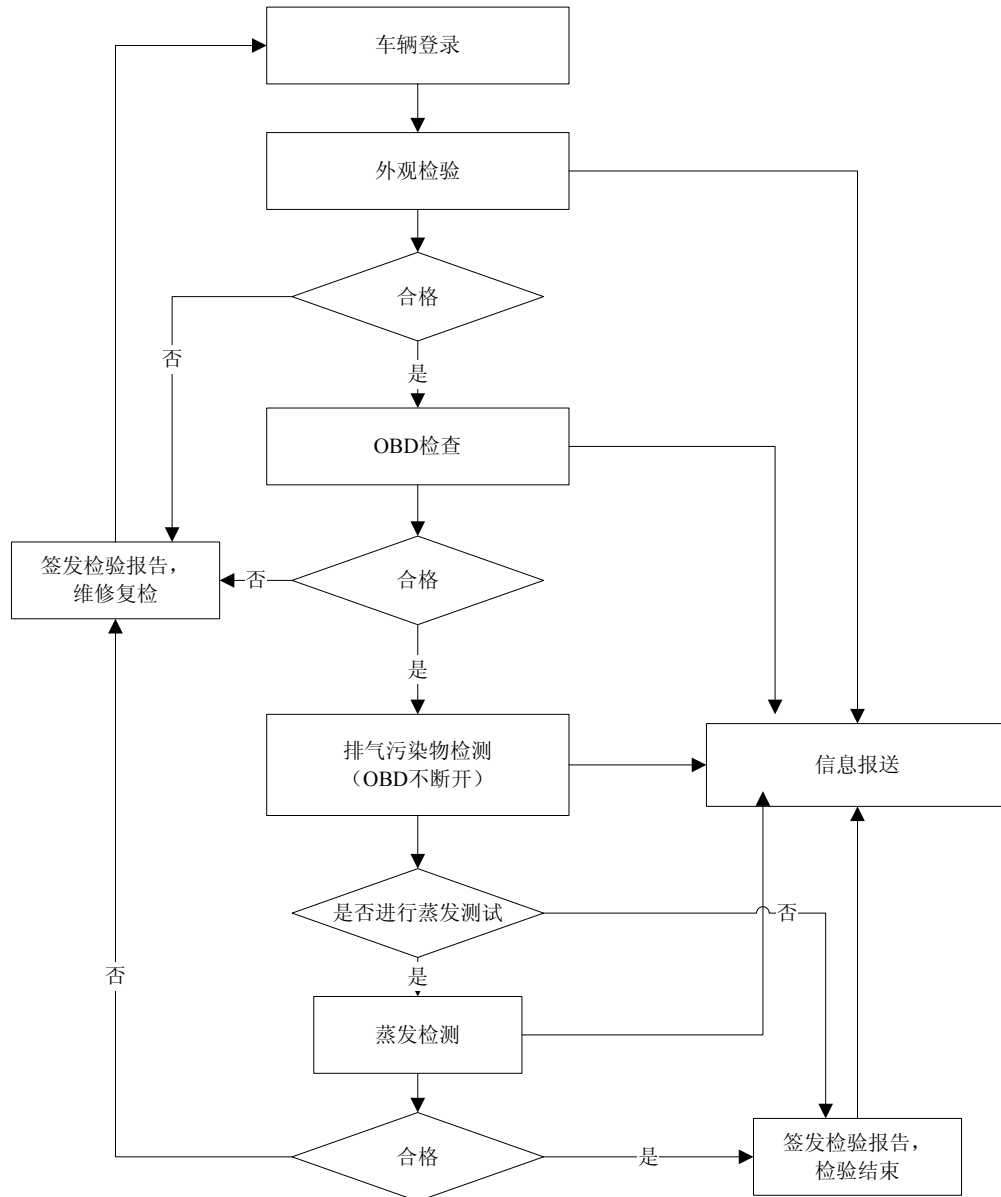 车辆登录
外观检验
合格
否
是
OBD检查
签发检验报告，
维修复检
否
合格
是
排气污染物检测
（OBD不断开）
信息报送
是否进行蒸发测试
否
否
是
蒸发检测
合格
是
签发检验报告，
检验结束